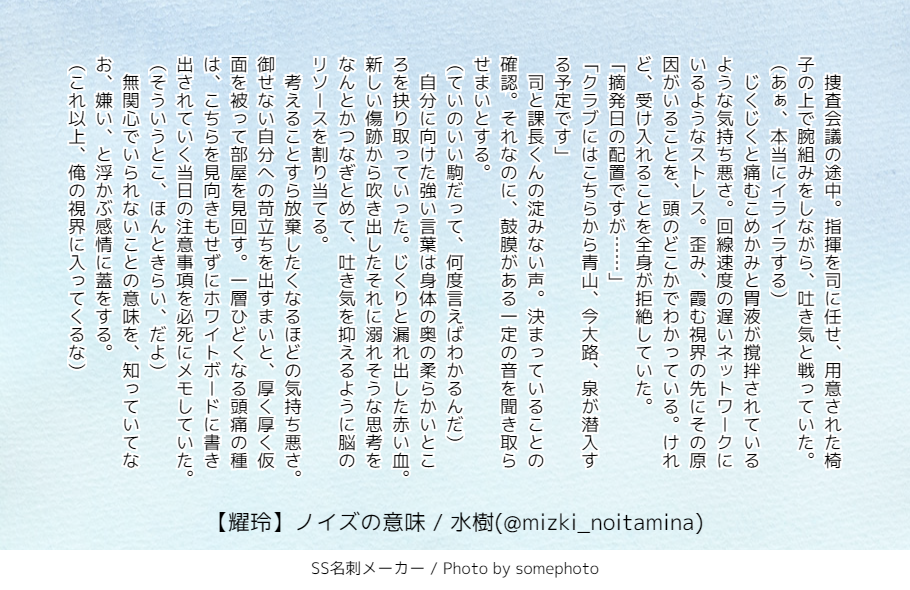 捜査会議の途中。指揮を司に任せ、用意された椅
子の上で腕組みをしながら、吐き気と戦っていた。
（あぁ、本当にイライラする）
　じくじくと痛むこめかみと胃液が撹拌されている
ような気持ち悪さ。回線速度の遅いネットワークに
いるようなストレス。歪み、霞む視界の先にその原
因がいることを、頭のどこかでわかっている。けれ
ど、受け入れることを全身が拒絶していた。
「摘発日の配置ですが……」
「クラブにはこちらから青山、今大路、泉が潜入す
る予定です」
　司と課長くんの淀みない声。決まっていることの
確認。それなのに、鼓膜がある一定の音を聞き取ら
せまいとする。
（ていのいい駒だって、何度言えばわかるんだ）
　自分に向けた強い言葉は身体の奥の柔らかいとこ
ろを抉り取っていった。じくりと漏れ出した赤い血。
新しい傷跡から吹き出したそれに溺れそうな思考を
なんとかつなぎとめて、吐き気を抑えるように脳の
リソースを割り当てる。
　考えることすら放棄したくなるほどの気持ち悪さ。
御せない自分への苛立ちを出すまいと、厚く厚く仮
面を被って部屋を見回す。一層ひどくなる頭痛の種
は、こちらを見向きもせずにホワイトボードに書き
出されていく当日の注意事項を必死にメモしていた。
（そういうとこ、ほんときらい、だよ）
　無関心でいられないことの意味を、知っていてな
お、嫌い、と浮かぶ感情に蓋をする。
（これ以上、俺の視界に入ってくるな）
【耀玲】ノイズの意味 / 水樹(@mizki_noitamina)
SS名刺メーカー / Photo by somephoto